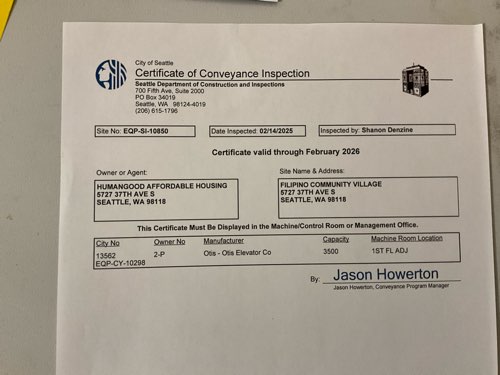 City of Seattle
Certificate of Conveyance Inspection
Seattle Department of Construction and Inspections
700 Fifth Ave, Suite 2000
PO Box 34019
Seattle, WA 98124-4019
(206) 615-1796
Site No: EQP-SI-10850 Date Inspected: 02/14/2025 Inspected by: Shanon Denzine
Certificate valid through February 2026
Owner or Agent: Site Name & Address:
HUMANGOOD AFFORDABLE HOUSING FILIPINO COMMUNITY VILLAGE
5727 37TH AVE S 5727 37TH AVE S
SEATTLE, WA 98118 SEATTLE, WA 98118
This Certificate Must Be Displayed in the Machine/Control Room or Management Office.
City No Owner No Manufacturer Capacity Machine Room Location
13562 2-P Otis - Otis Elevator Co 3500 1ST FL ADJ
EQP-CY-10298
By: Jason Howerton
Jason Howerton, Conveyance Program Manager